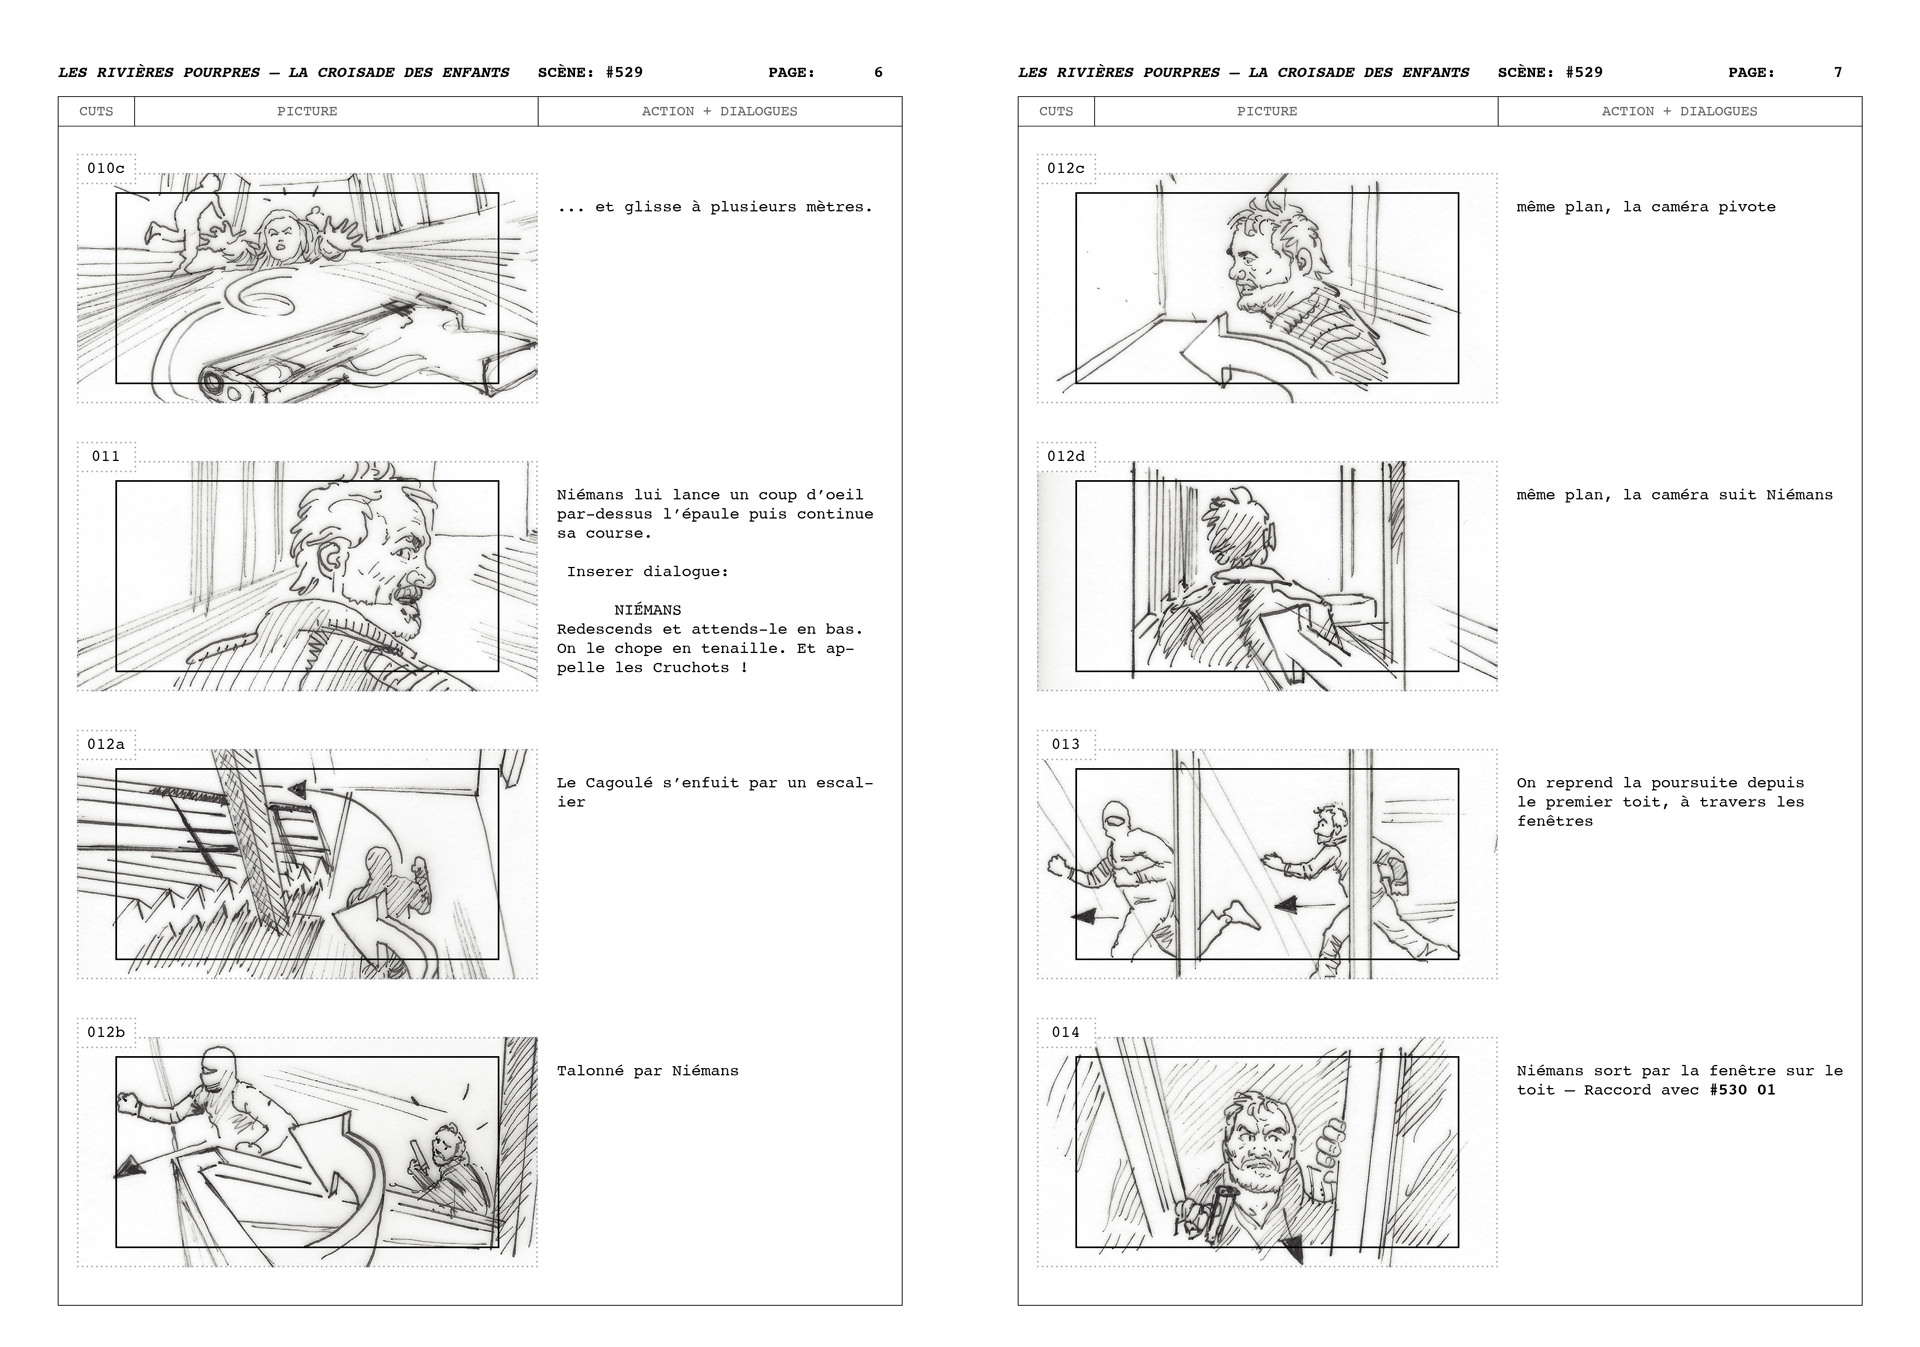 LES RIVIÈRES POURPRES — LA CROISADE DES ENFANTS SCÈNE: #529 PAGE: 6
CUTS PICTURE ACTION + DIALOGUES
010c
... et glisse à plusieurs mètres.
011
Niémans lui lance un coup d'oeil
par-dessus l'épaule puis continue
sa course.
Inserer dialogue:
NIÉMANS
Redescends et attends-le en bas.
On le chope en tenaille. Et ap-
pelle les Cruchots !
012a
Le Cagoulé s'enfuit par un escal-
ier
012b
Talonné par Niémans
LES RIVIÈRES POURPRES — LA CROISADE DES ENFANTS SCÈNE: #529 PAGE: 7
CUTS PICTURE ACTION + DIALOGUES
012c
même plan, la caméra pivote
012d
même plan, la caméra suit Niémans
013
On reprend la poursuite depuis
le premier toit, à travers les
fenêtres
014
Niémans sort par la fenêtre sur le
toit — Raccord avec #530 01